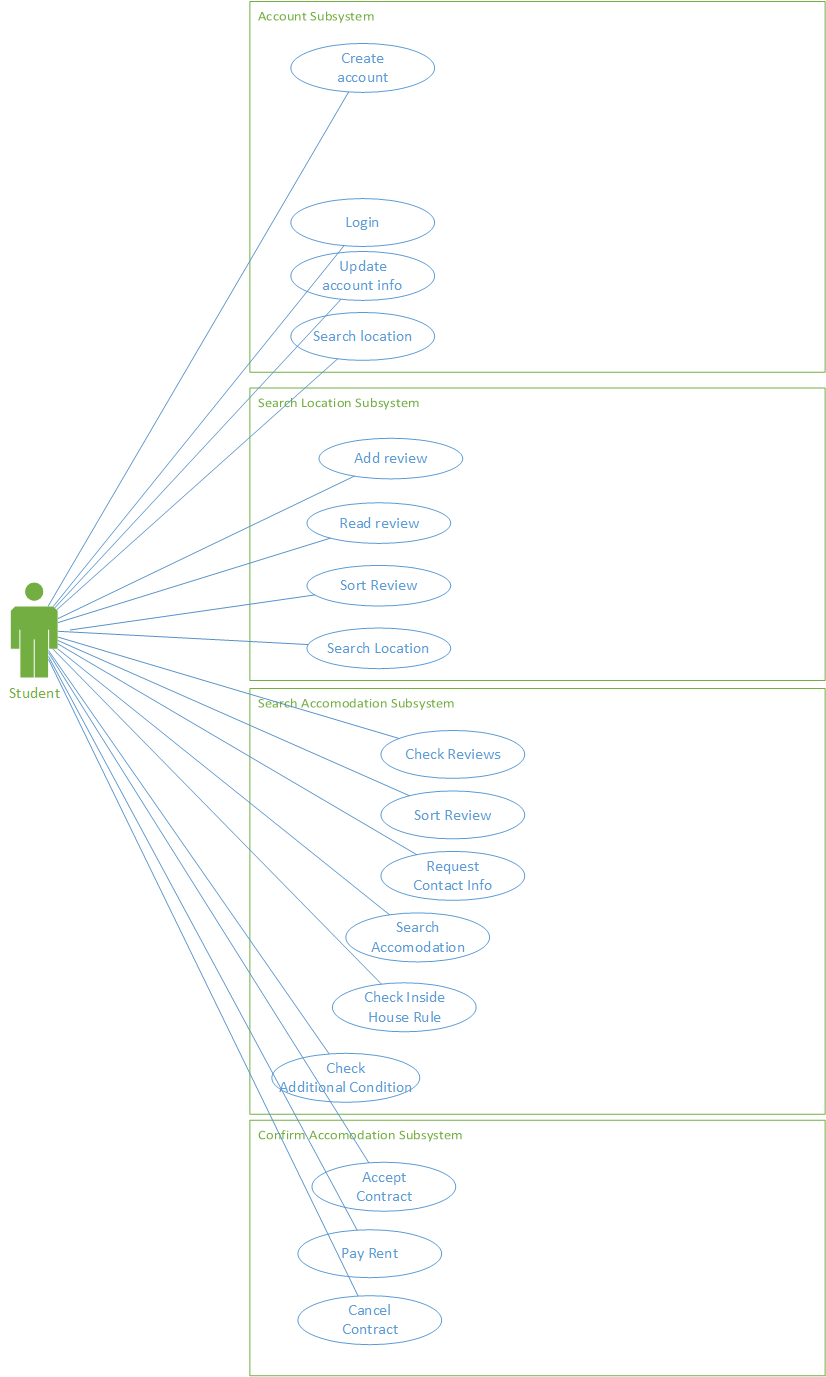 Account Subsystem
Create
account
Login
Update
account info
Search location
Search Location Subsystem
Add review
Read review
Sort Review
Search Location
Student
Search Accomodation Subsystem
Check Reviews
Sort Review
Request
Contact Info
Search
Accomodation
Check Inside
House Rule
Check
Additional Condition
Confirm Accomodation Subsystem
Accept
Contract
Pay Rent
Cancel
Contract